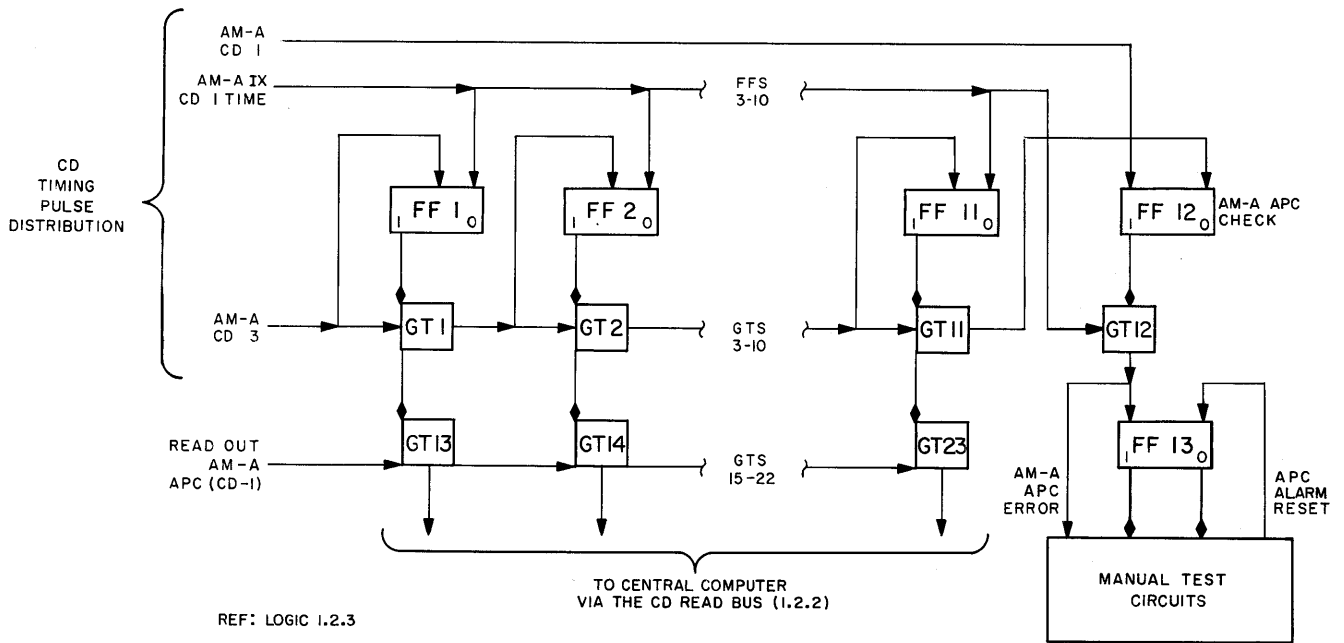 AM-A
CD 1
AM-A IX
CD 1 TIME
FFS
3-10
CD
TIMING
PULSE
DISTRIBUTION
1 FF 1 0
1 FF 2 0
1 FF 11 0
1 FF 12 0
AM-A APC
CHECK
AM-A
CD 3
GT1
GT2
GTS
3-10
GT11
GT12
READ OUT
AM-A
APC (CD-1)
GT13
GT14
GTS
15-22
GT23
1 FF 13 0
AM-A
APC
ERROR
APC
ALARM
RESET
MANUAL TEST
CIRCUITS
TO CENTRAL COMPUTER
VIA THE CD READ BUS (1.2.2)
REF: LOGIC 1.2.3